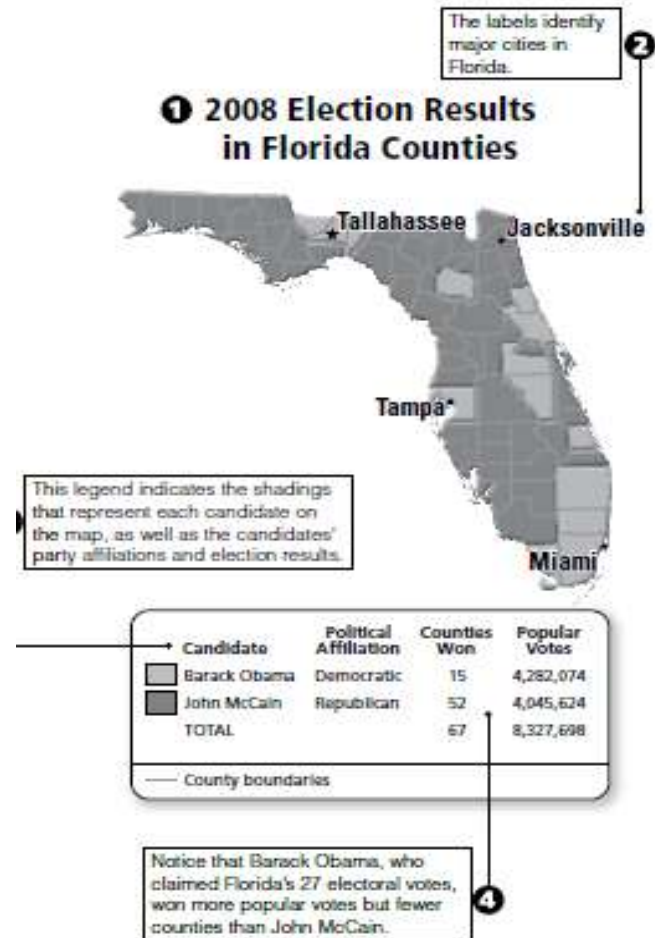 The labels identify
major cities in
Florida.
2
1 2008 Election Results
in Florida Counties
Tallahassee
Jacksonville
Tampa
Miami
This legend indicates the shadings
that represent each candidate on
the map, as well as the candidates'
party affiliations and election results.
Candidate Political Affiliation Counties Won Popular Votes
Barack Obama Democratic 15 4,282,074
John McCain Republican 52 4,045,624
TOTAL 67 8,327,698
County boundaries
Notice that Barack Obama, who
claimed Florida's 27 electoral votes,
won more popular votes but fewer
counties than John McCain.
4